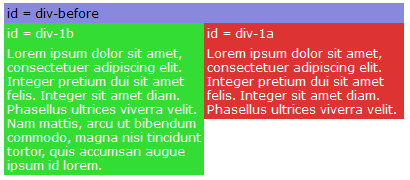 id = div-before
id = div-1b
Lorem ipsum dolor sit amet,
consectetuer adipiscing elit.
Integer pretium dui sit amet
felis. Integer sit amet diam.
Phasellus ultrices viverra velit.
Nam mattis, arcu ut bibendum
commodo, magna nisi tincidunt
tortor, quis accumsan augue
ipsum id lorem.
id = div-1a
Lorem ipsum dolor sit amet,
consectetuer adipiscing elit.
Integer pretium dui sit amet
felis. Integer sit amet diam.
Phasellus ultrices viverra velit.